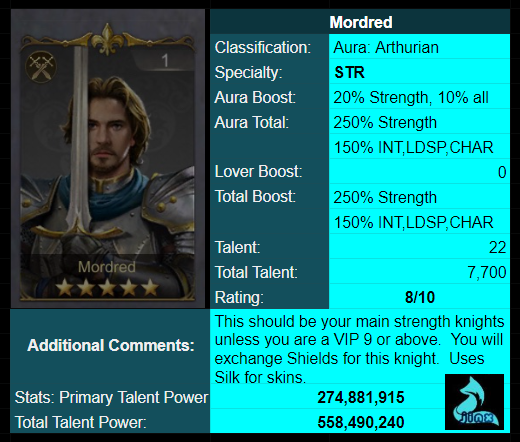 Mordred
1
Mordred
Classification: Aura: Arthurian
Specialty: STR
Aura Boost: 20% Strength, 10% all
Aura Total: 250% Strength
150% INT,LDSP,CHAR
Lover Boost: 0
Total Boost: 250% Strength
150% INT,LDSP,CHAR
Talent: 22
Total Talent: 7,700
Rating: 8/10
Additional Comments:
This should be your main strength knights
unless you are a VIP 9 or above.  You will
exchange Shields for this knight.  Uses
Silk for skins.
Stats: Primary Talent Power 274,881,915
Total Talent Power: 558,490,240